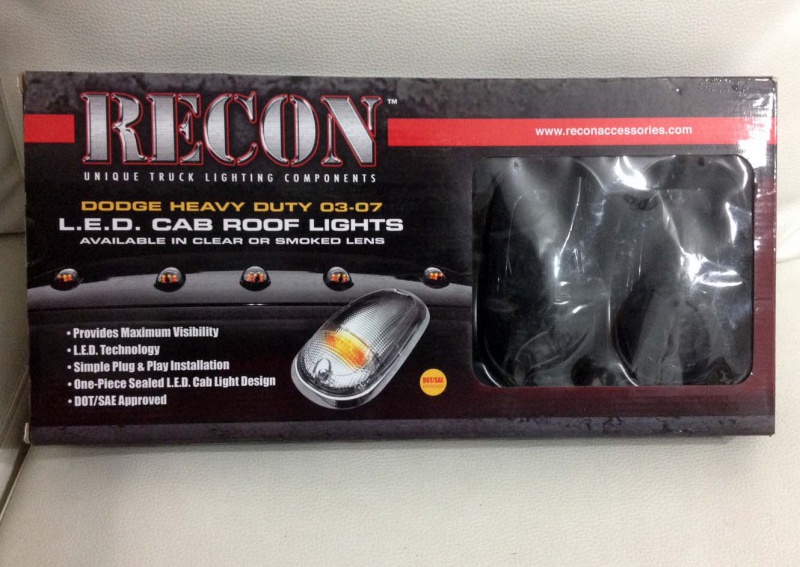 RECON™
www.reconaccessories.com
UNIQUE TRUCK LIGHTING COMPONENTS
DODGE HEAVY DUTY 03-07
L.E.D. CAB ROOF LIGHTS
AVAILABLE IN CLEAR OR SMOKED LENS
• Provides Maximum Visibility
• L.E.D. Technology
• Simple Plug & Play Installation
• One-Piece Sealed L.E.D. Cab Light Design
• DOT/SAE Approved
DOT/SAE